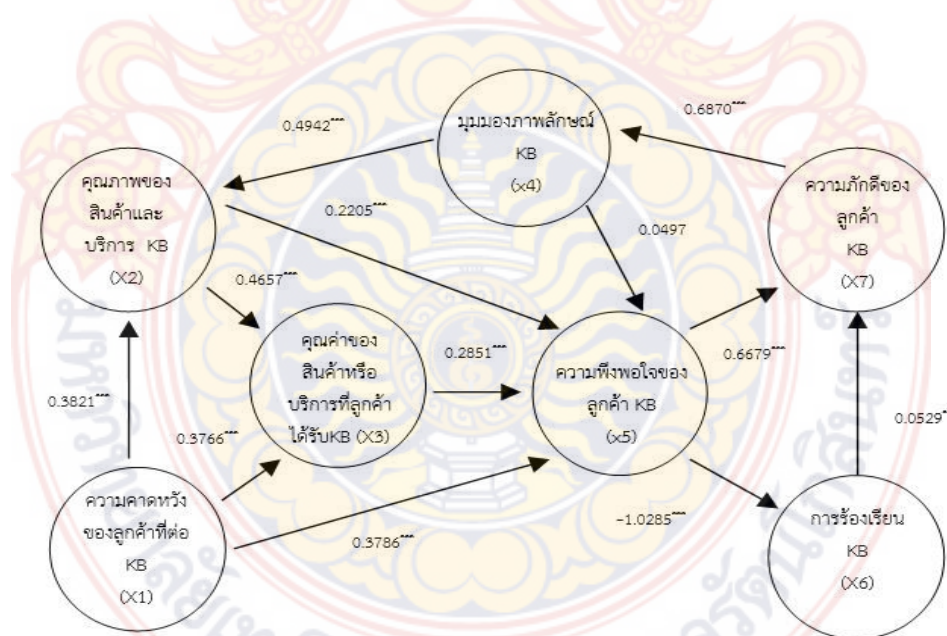 0.6870***
มุมมองภาพลักษณ์
KB
(x4)
0.4942***
คุณภาพของ
สินค้าและ
บริการ KB
(X2)
ความภักดีของ
ลูกค้า
KB
(X7)
0.2205***
0.0497
0.4657***
คุณค่าของ
สินค้าหรือ
บริการที่ลูกค้า
ได้รับKB (X3)
0.2851***
ความพึงพอใจของ
ลูกค้า KB
(x5)
0.6679***
0.3821***
0.3766***
0.0529*
ความคาดหวัง
ของลูกค้าที่ต่อ
KB
(X1)
0.3786***
-1.0285***
การร้องเรียน
KB
(X6)